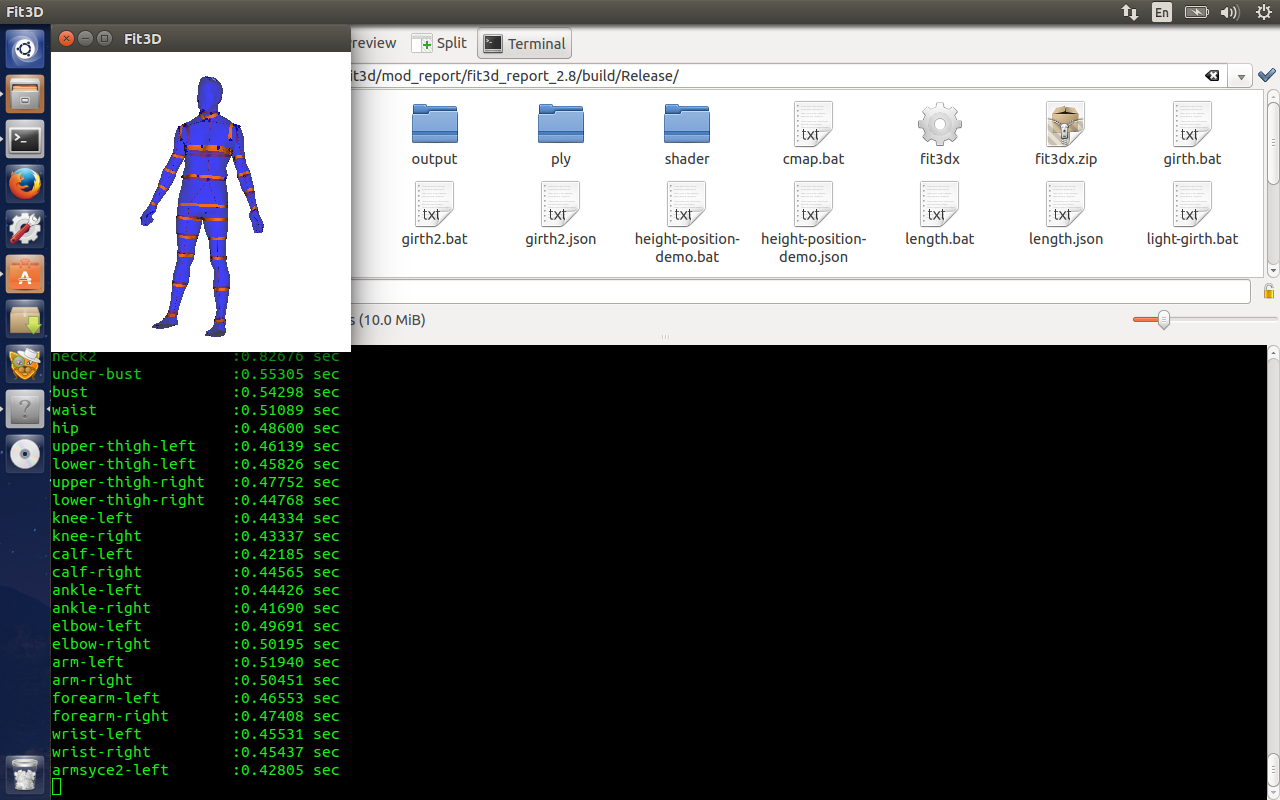 Fit3D
En
Fit3D
review
Split
Terminal
it3d/mod_report/fit3d_report_2.8/build/Release/
output
ply
shader
txt
cmap.bat
fit3dx
fit3dx.zip
txt
girth.bat
txt
girth2.bat
txt
girth2.json
txt
height-position-
demo.bat
txt
height-position-
demo.json
txt
length.bat
txt
length.json
txt
light-girth.bat
s (10.0 MiB)
neck2 :0.82676 sec
under-bust :0.55305 sec
bust :0.54298 sec
waist :0.51089 sec
hip :0.48600 sec
upper-thigh-left :0.46139 sec
lower-thigh-left :0.45826 sec
upper-thigh-right :0.47752 sec
lower-thigh-right :0.44768 sec
knee-left :0.44334 sec
knee-right :0.43337 sec
calf-left :0.42185 sec
calf-right :0.44565 sec
ankle-left :0.44426 sec
ankle-right :0.41690 sec
elbow-left :0.49691 sec
elbow-right :0.50195 sec
arm-left :0.51940 sec
arm-right :0.50451 sec
forearm-left :0.46553 sec
forearm-right :0.47408 sec
wrist-left :0.45531 sec
wrist-right :0.45437 sec
armsyce2-left :0.42805 sec